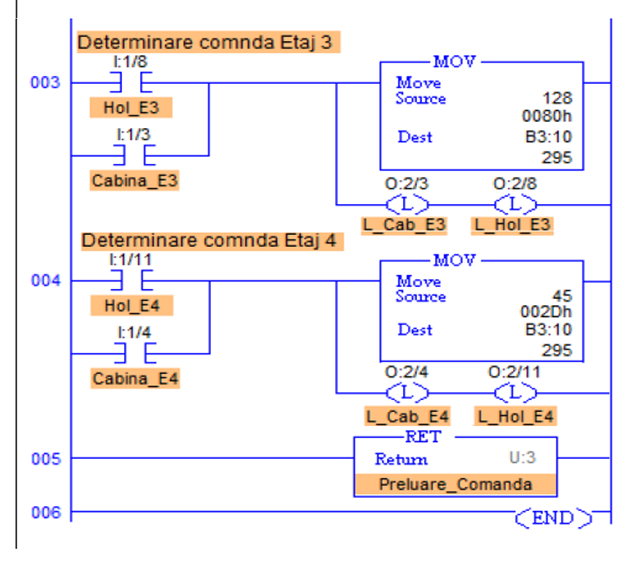 Determinare comnda Etaj 3
I:1/8
MOV
003
Move
Hol_E3
Source 128
0080h
I:1/3
Dest B3:10
295
Cabina_E3
O:2/3 O:2/8
L L
L_Cab_E3 L_Hol_E3
Determinare comnda Etaj 4
I:1/11
MOV
004
Move
Hol_E4
Source 45
002Dh
I:1/4
Dest B3:10
295
Cabina_E4
O:2/4 O:2/11
L L
L_Cab_E4 L_Hol_E4
RET
005 Return U:3
Preluare_Comanda
006 END